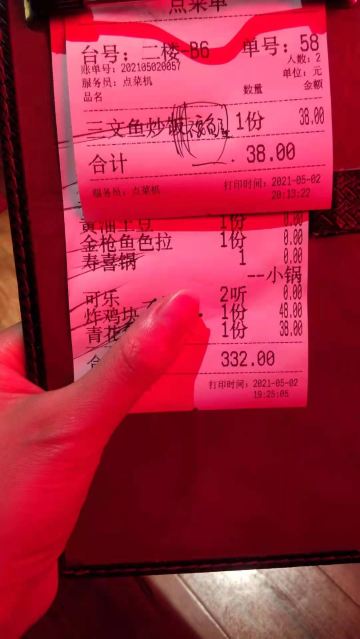 点菜单
台号：二楼-B6 单号：58
账单号：202105020057 人数：2
服务员：点菜机 单位：元
品名 数量 金额
三文鱼炒饭 1份 38.00
合计 38.00
服务员：点菜机 打印时间：2021-05-02
20:13:22
黄油土豆 1份 0.00
金枪鱼色拉 1份 0.00
寿喜锅 1 0.00
--小锅
可乐 2听 0.00
炸鸡块 1份 48.00
青花 1份 38.00
合 332.00
打印时间：2021-05-02
19:25:05